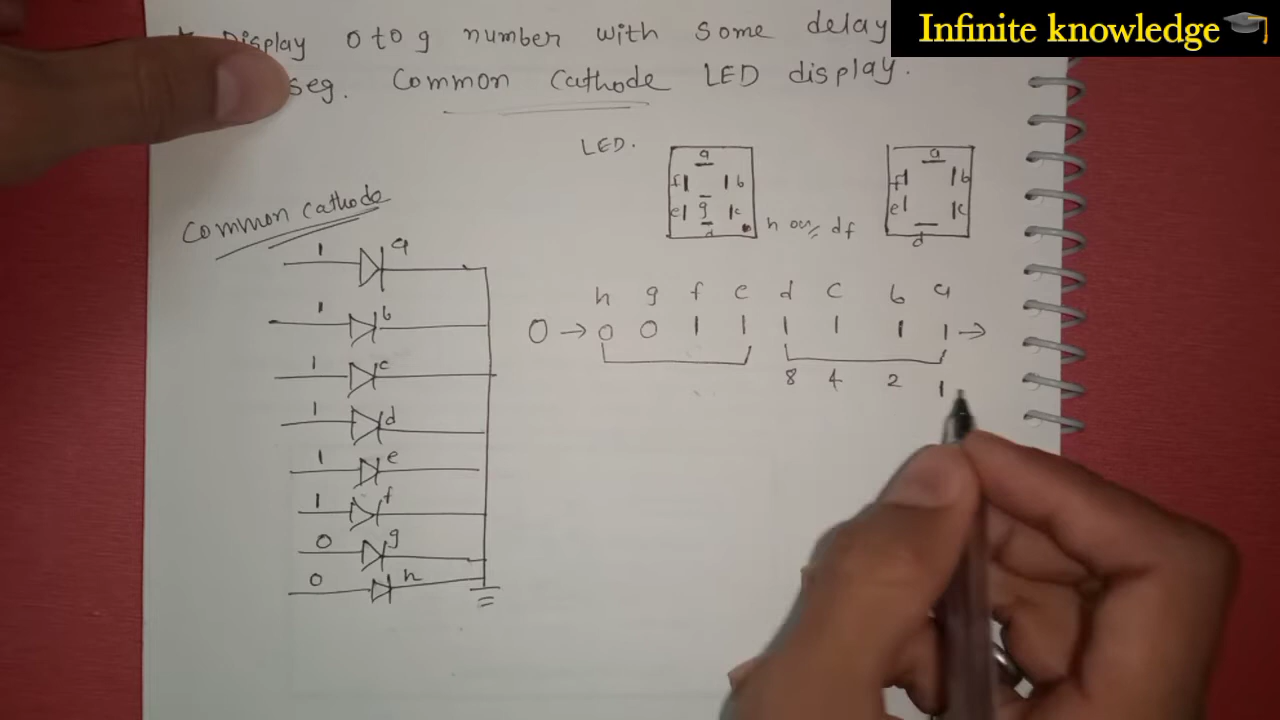 Display 0 to 9 number with some delay
seg. Common Cathode LED display.
Infinite knowledge
LED.
a
f b
g
e c
d
h or df
a
f b
e c
d
Common Cathode
1 a
1 b
1 c
1 d
1 e
1 f
0 g
0 h
h g f e d c b a
0 → 0 0 1 1 1 1 1 1 →
8 4 2 1